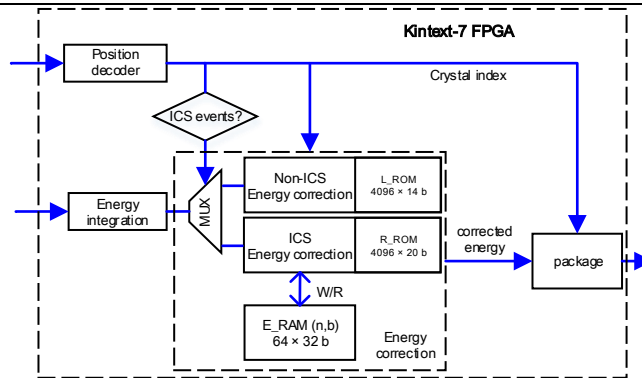 Kintext-7 FPGA
Position
decoder
Crystal index
ICS events?
Non-ICS
Energy correction
L_ROM
4096 × 14 b
Energy
integration
MUX
ICS
Energy correction
R_ROM
4096 × 20 b
corrected
energy
package
W/R
E_RAM (n,b)
64 × 32 b
Energy
correction